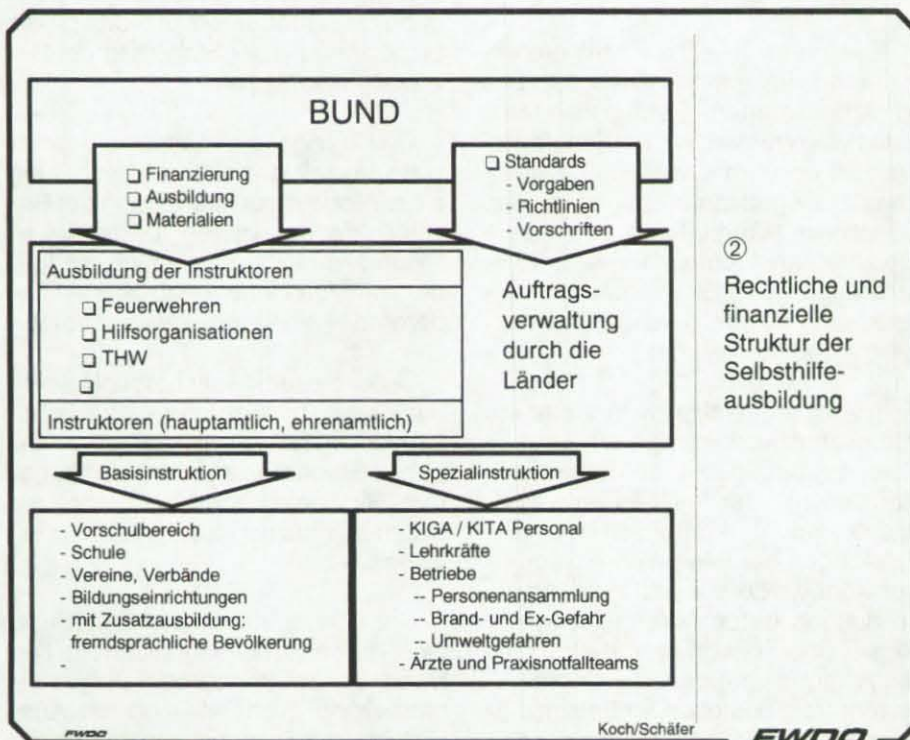 BUND
❑ Finanzierung
❑ Ausbildung
❑ Materialien
❑ Standards
- Vorgaben
- Richtlinien
- Vorschriften
Ausbildung der Instruktoren
❑ Feuerwehren
❑ Hilfsorganisationen
❑ THW
❑
Instruktoren (hauptamtlich, ehrenamtlich)
Auftrags-
verwaltung
durch die
Länder
②
Rechtliche und
finanzielle
Struktur der
Selbsthilfe-
ausbildung
Basisinstruktion
Spezialinstruktion
- Vorschulbereich
- Schule
- Vereine, Verbände
- Bildungseinrichtungen
- mit Zusatzausbildung:
fremdsprachliche Bevölkerung
-
- KIGA / KITA Personal
- Lehrkräfte
- Betriebe
-- Personenansammlung
-- Brand- und Ex-Gefahr
-- Umweltgefahren
- Ärzte und Praxisnotfallteams
FWDO
Koch/Schäfer
FWDO